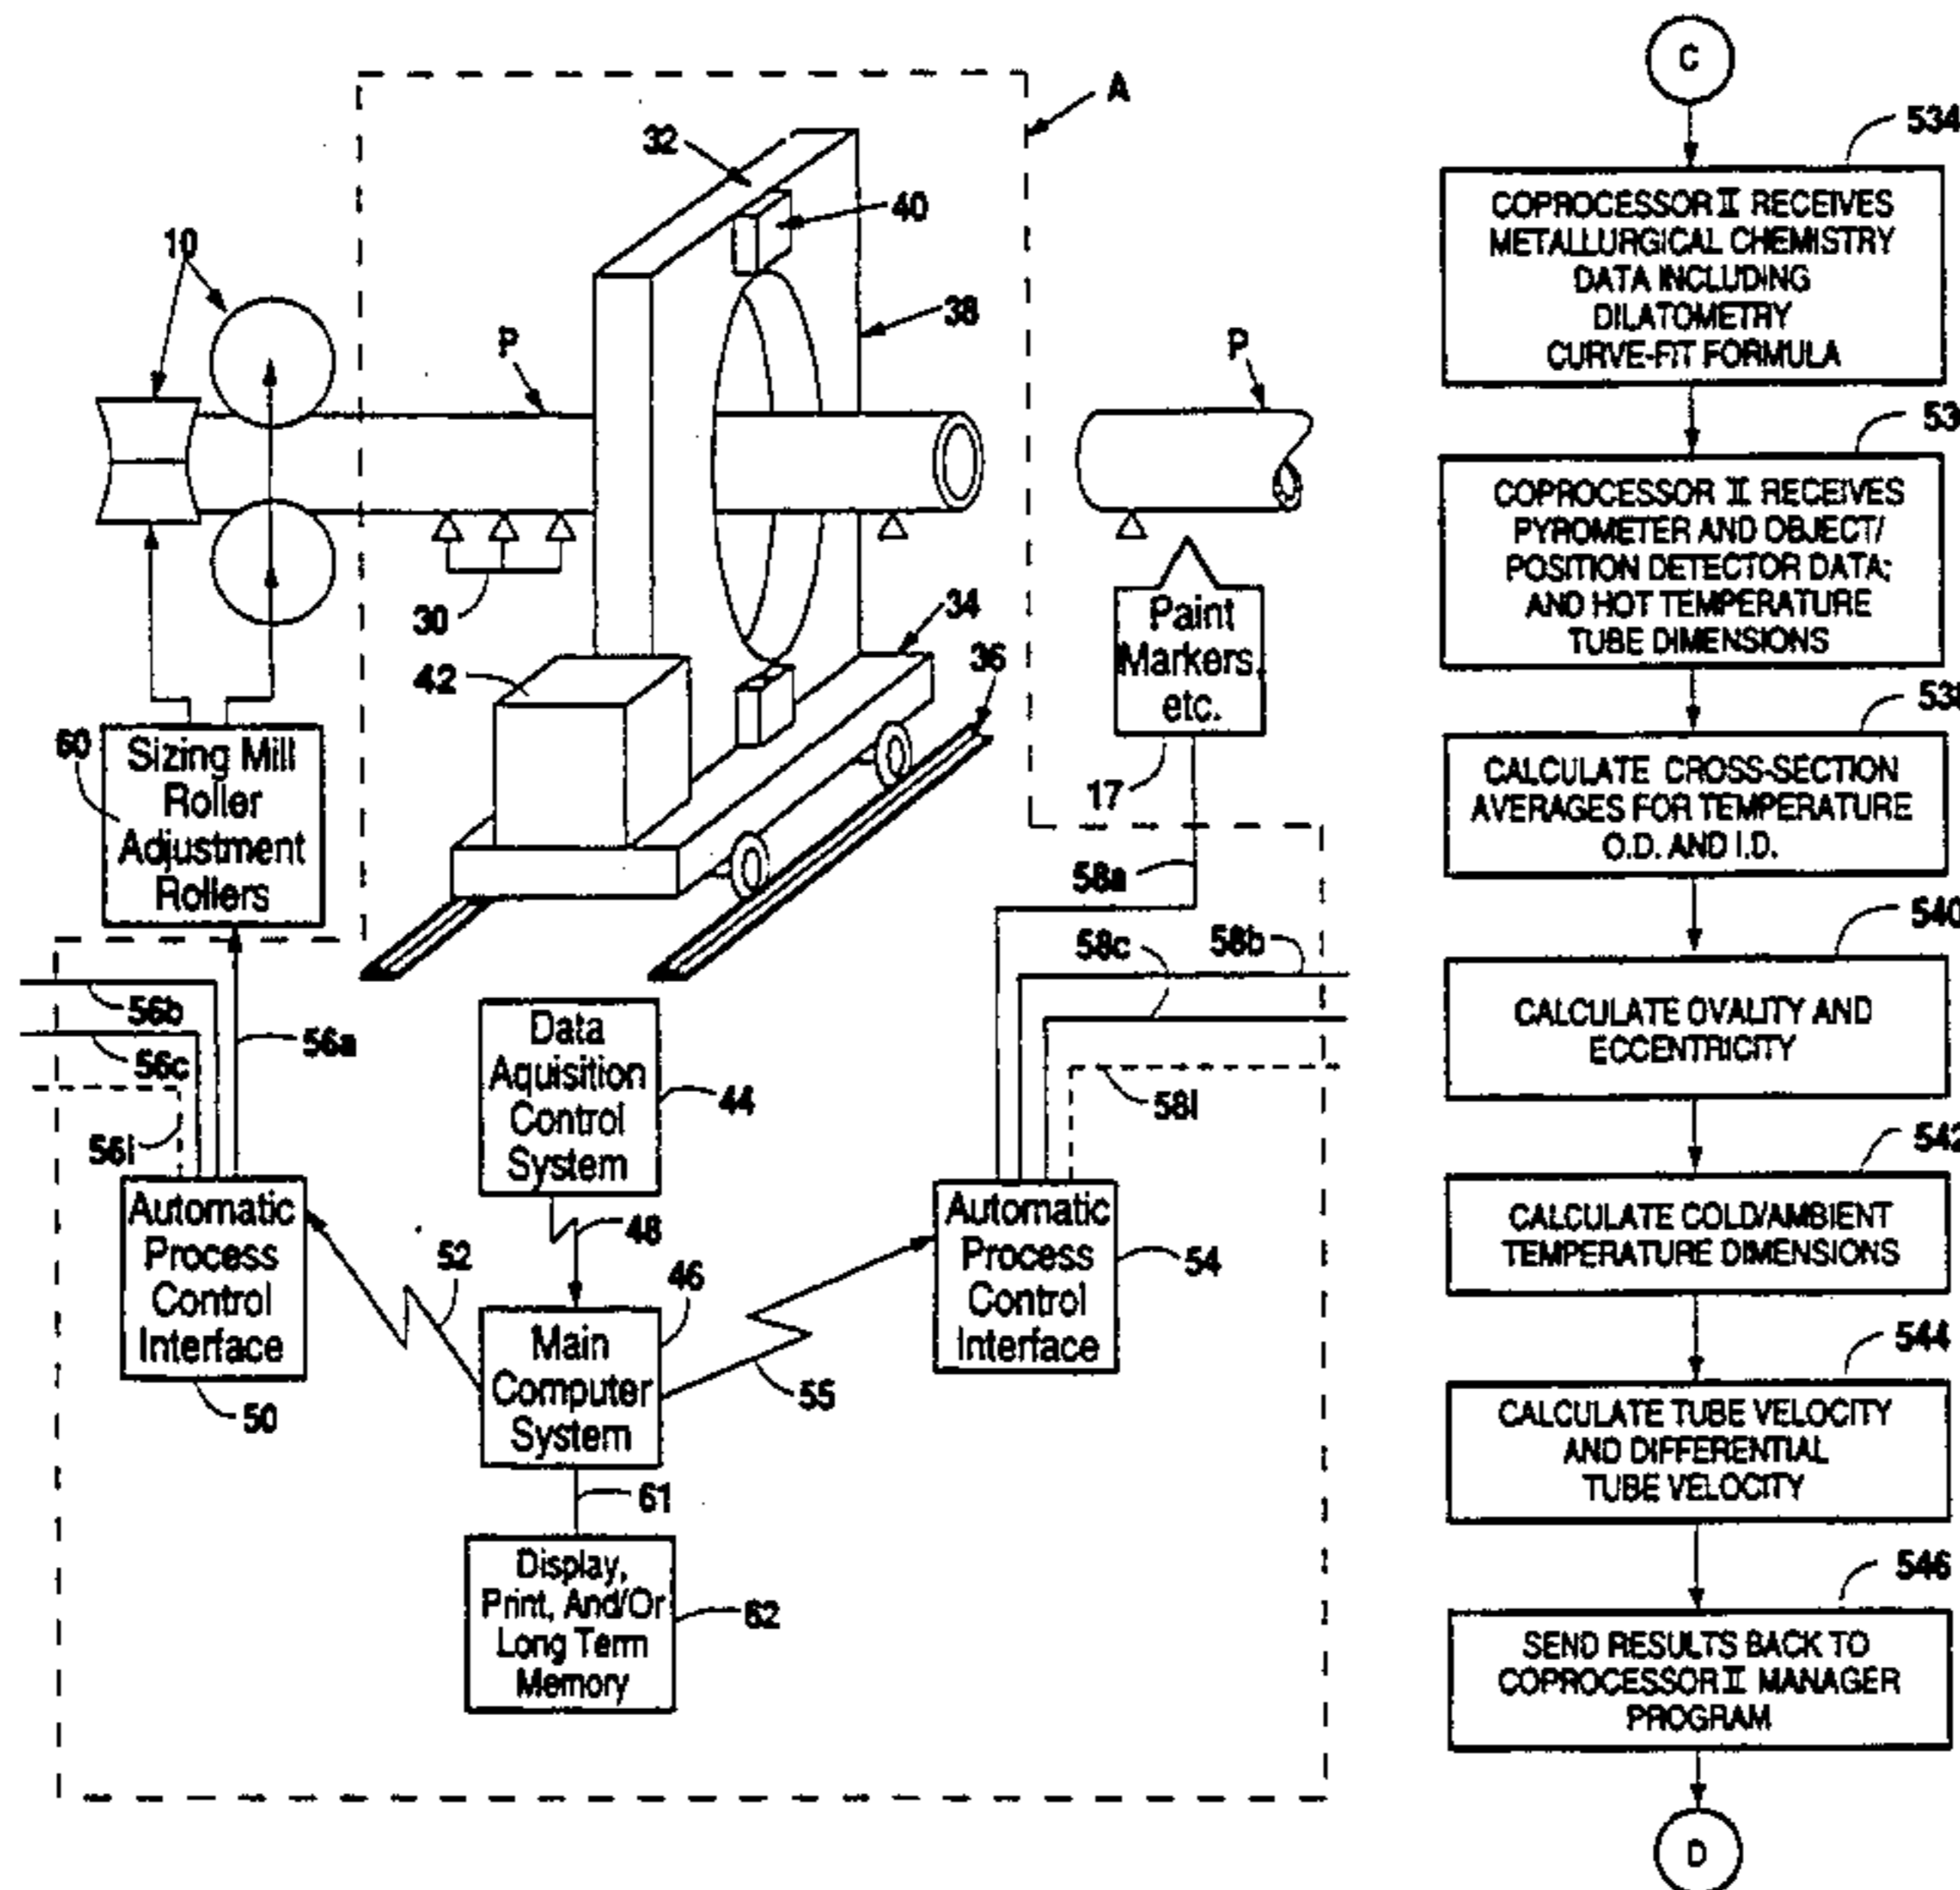 A
32
40
10
38
P
P
30
34
36
42
Paint
Markers,
etc.
17
60
Sizing Mill
Roller
Adjustment
Rollers
58a
58c
58b
56b
56a
56c
56i
58i
Data
Aquisition
Control
System
44
48
Automatic
Process
Control
Interface
50
52
46
Main
Computer
System
55
Automatic
Process
Control
Interface
54
61
Display,
Print, And/Or
Long Term
Memory
62
C
534
COPROCESSOR II RECEIVES
METALLURGICAL CHEMISTRY
DATA INCLUDING
DILATOMETRY
CURVE-FIT FORMULA
COPROCESSOR II RECEIVES
PYROMETER AND OBJECT/
POSITION DETECTOR DATA;
AND HOT TEMPERATURE
TUBE DIMENSIONS
CALCULATE CROSS-SECTION
AVERAGES FOR TEMPERATURE
O.D. AND I.D.
540
CALCULATE OVALITY AND
ECCENTRICITY
542
CALCULATE COLD/AMBIENT
TEMPERATURE DIMENSIONS
544
CALCULATE TUBE VELOCITY
AND DIFFERENTIAL
TUBE VELOCITY
546
SEND RESULTS BACK TO
COPROCESSOR II MANAGER
PROGRAM
D